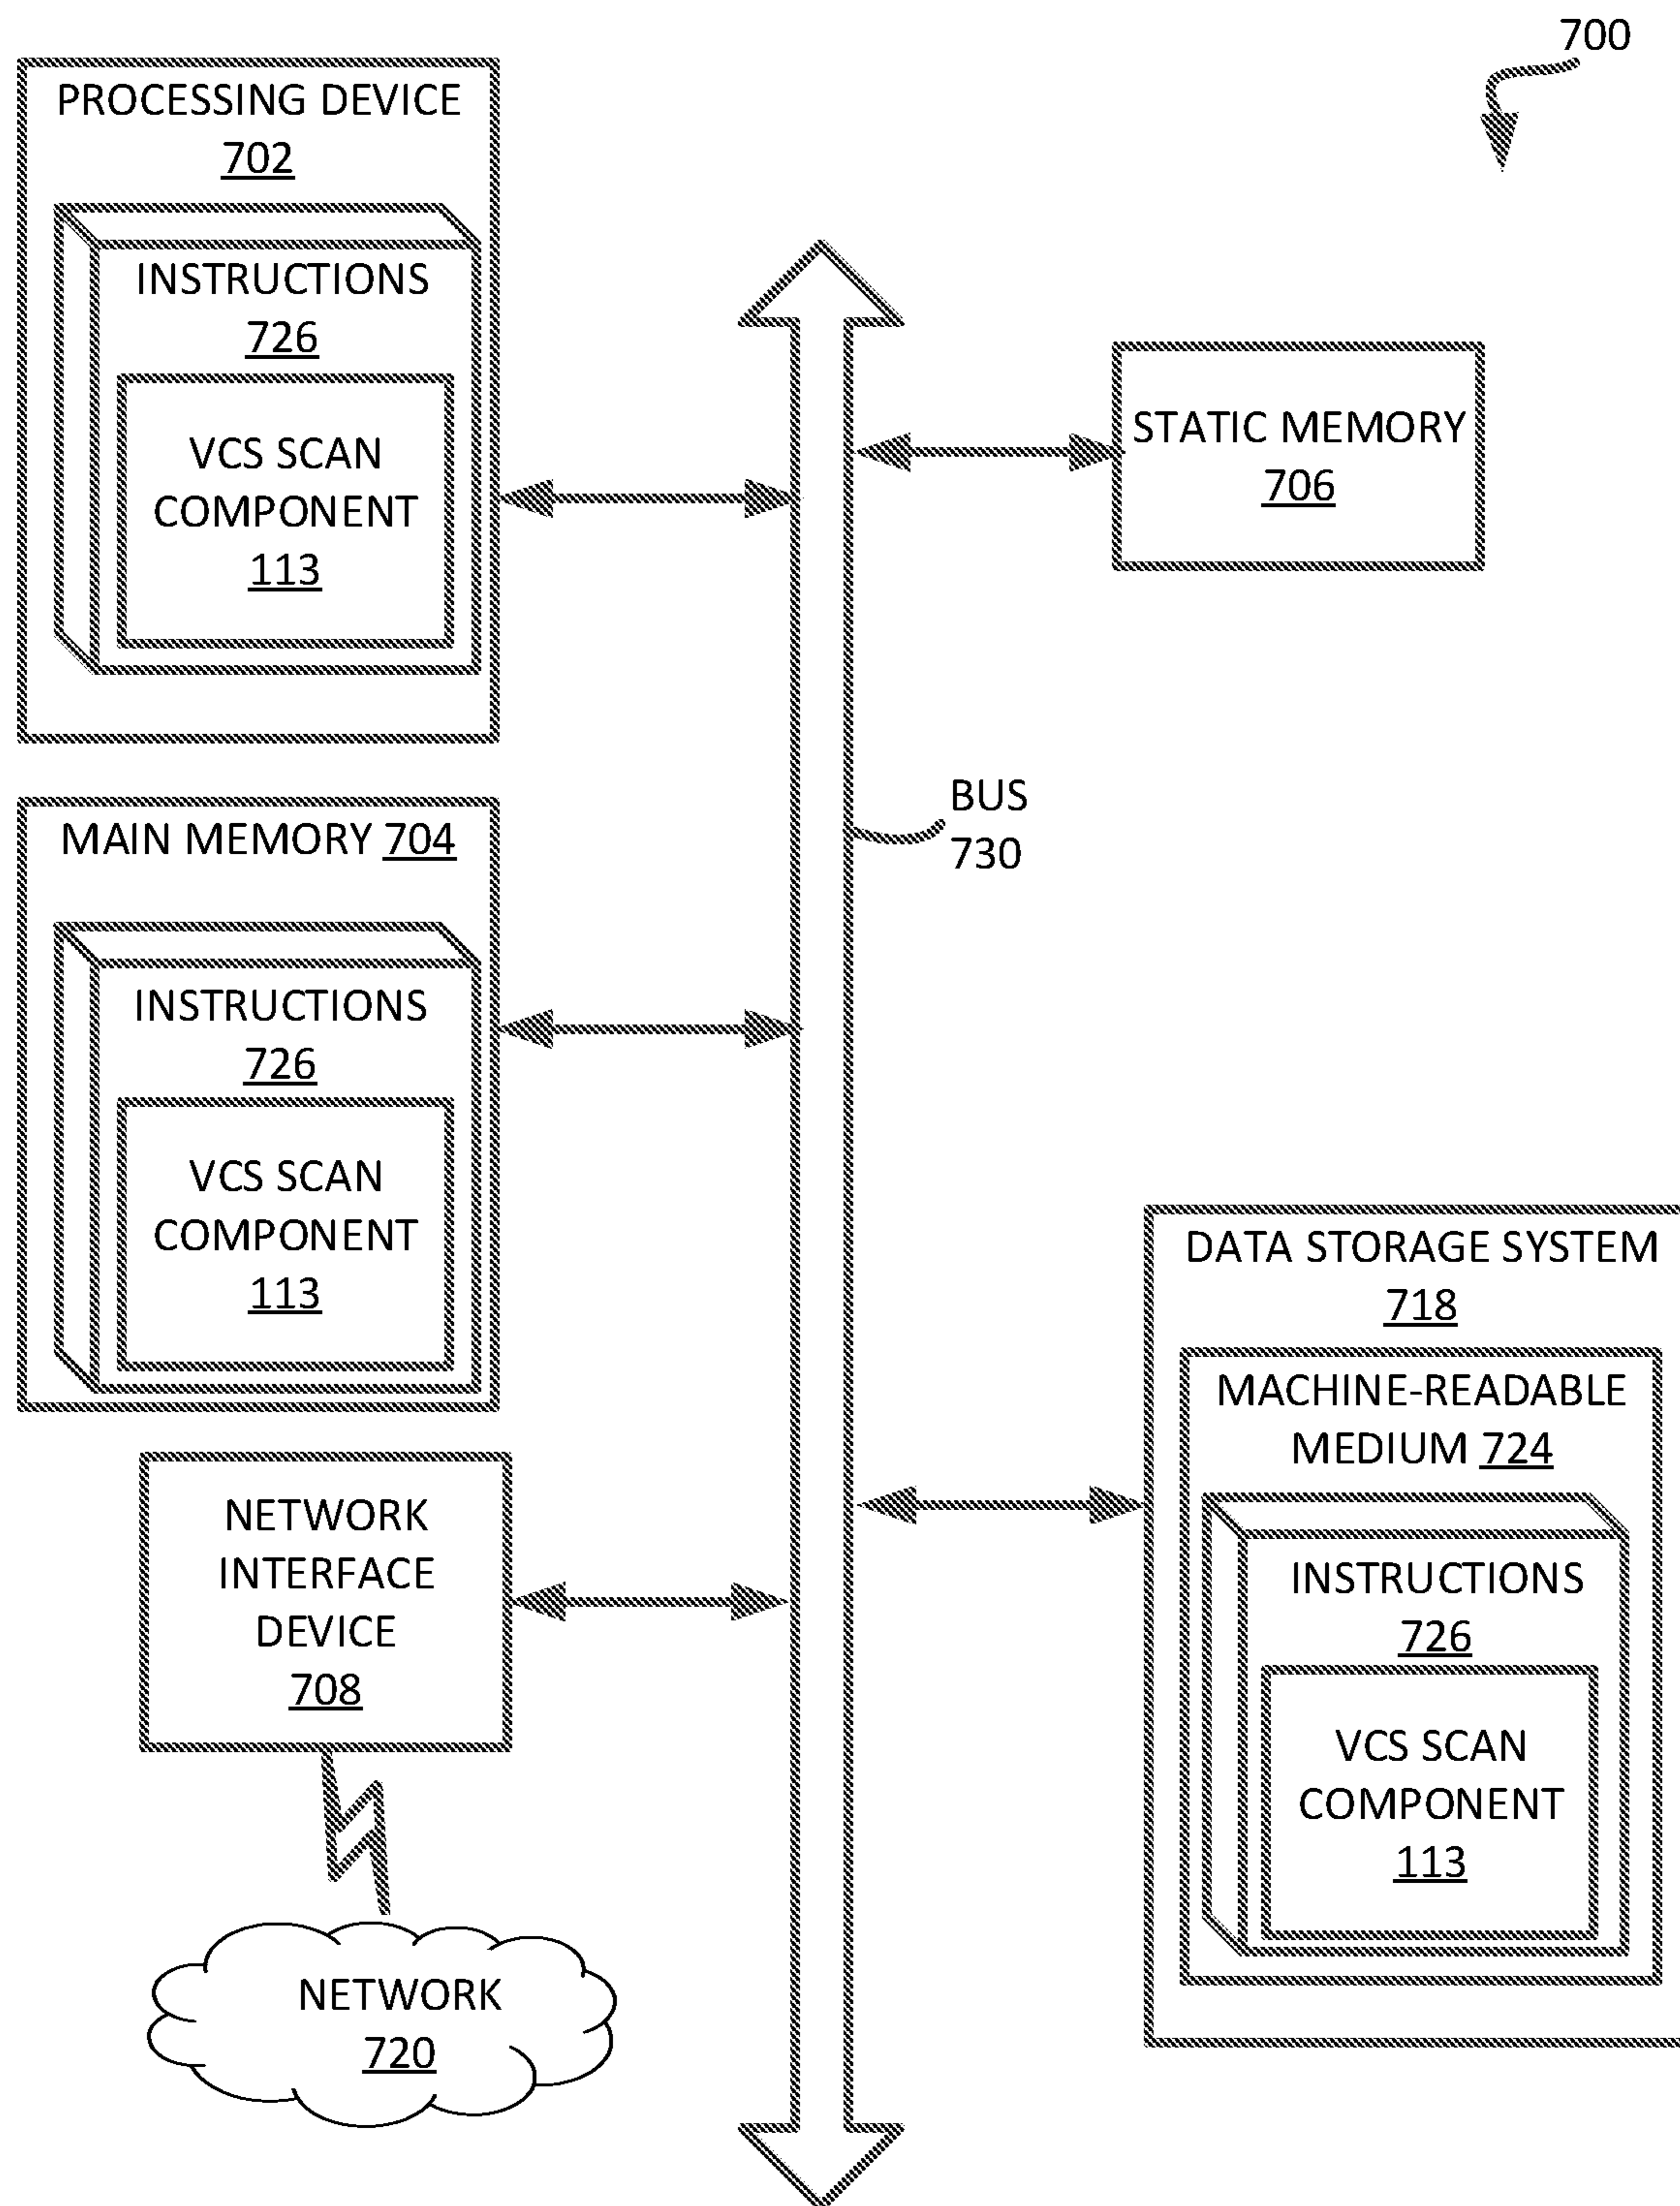 700
PROCESSING DEVICE
702
INSTRUCTIONS
726
VCS SCAN
COMPONENT
113
STATIC MEMORY
706
BUS
730
MAIN MEMORY 704
INSTRUCTIONS
726
VCS SCAN
COMPONENT
113
DATA STORAGE SYSTEM
718
MACHINE-READABLE
MEDIUM 724
INSTRUCTIONS
726
VCS SCAN
COMPONENT
113
NETWORK
INTERFACE
DEVICE
708
NETWORK
720